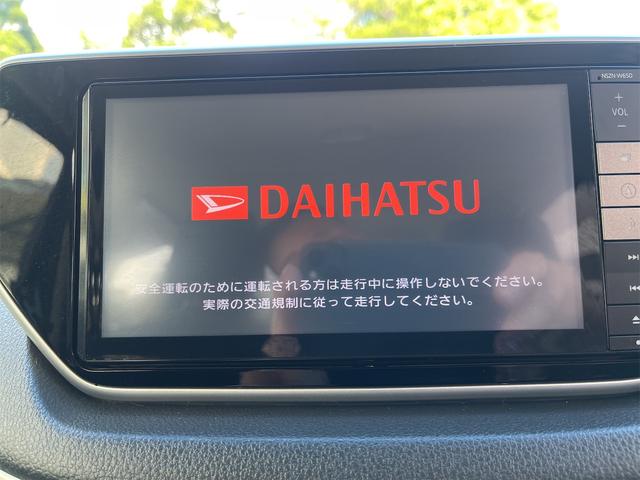 NSZN-W65D
+
VOL
−
DAIHATSU
安全運転のために運転される方は走行中に操作しないでください。
実際の交通規制に従って走行してください。